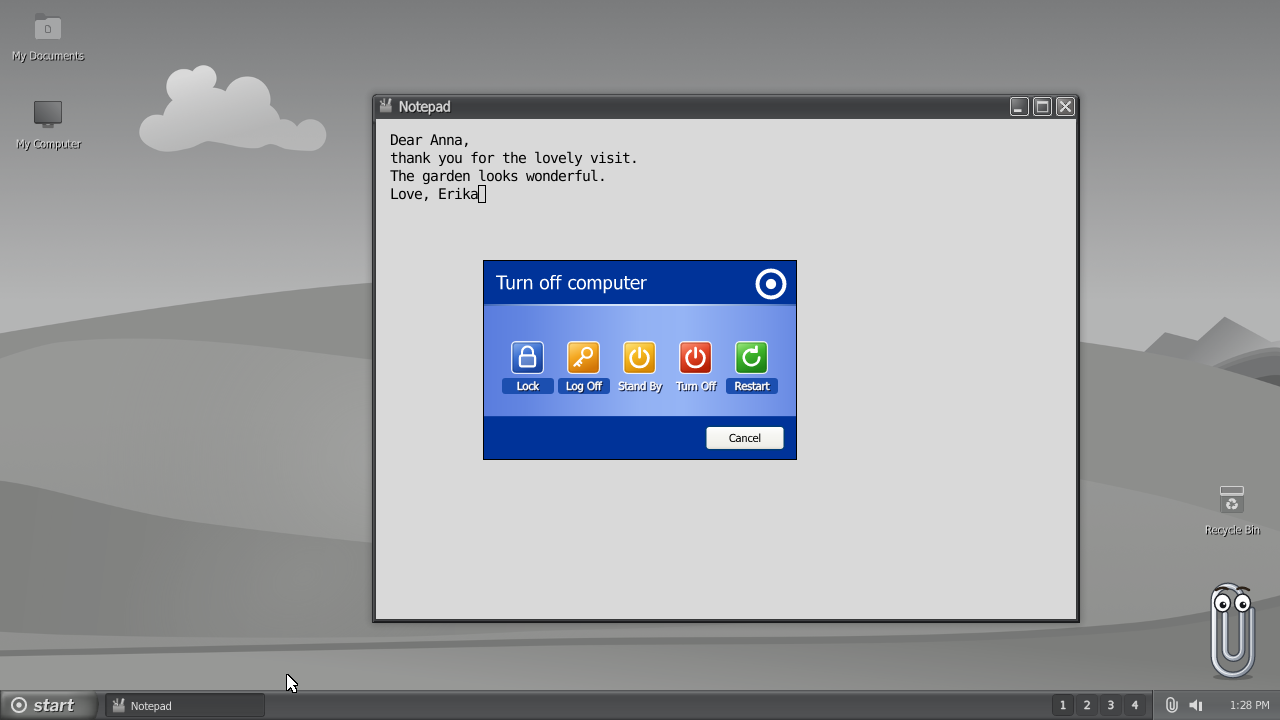 My Documents
My Computer
Notepad
Dear Anna,
thank you for the lovely visit.
The garden looks wonderful.
Love, Erika
Turn off computer
Lock
Log Off
Stand By
Turn Off
Restart
Cancel
Recycle Bin
start
Notepad
1 2 3 4
1:28 PM